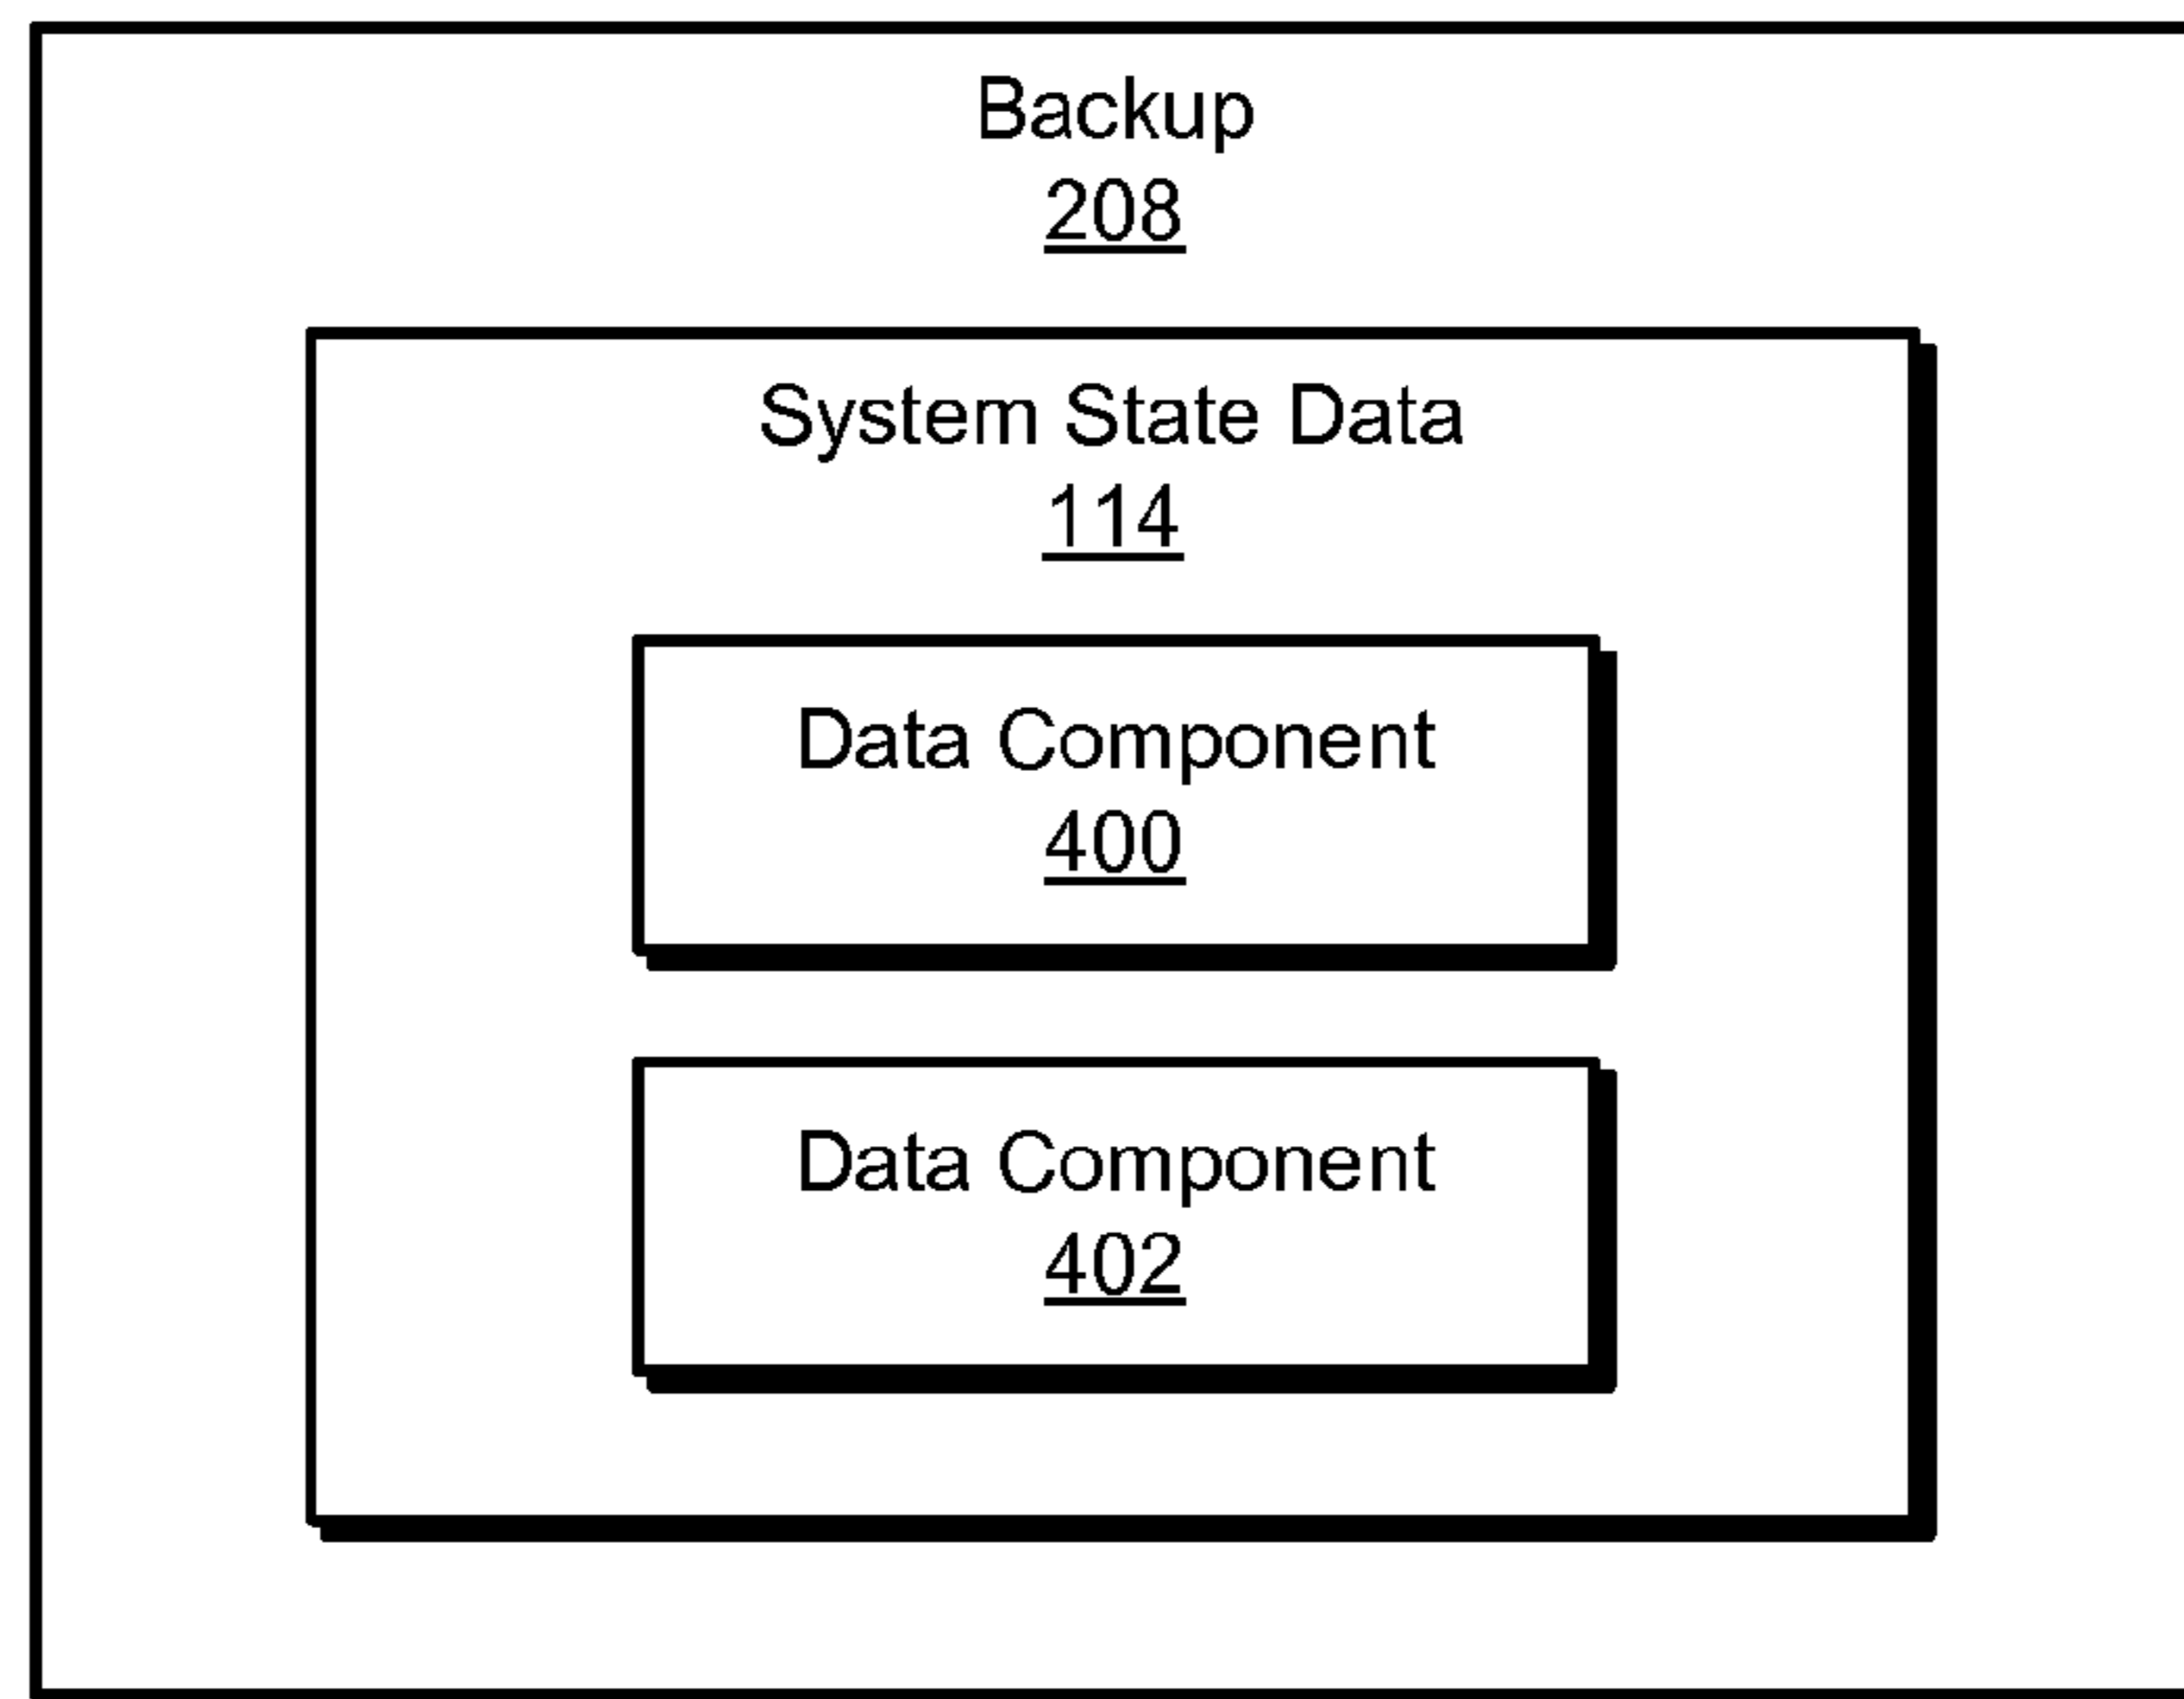 Backup
208
System State Data
114
Data Component
400
Data Component
402